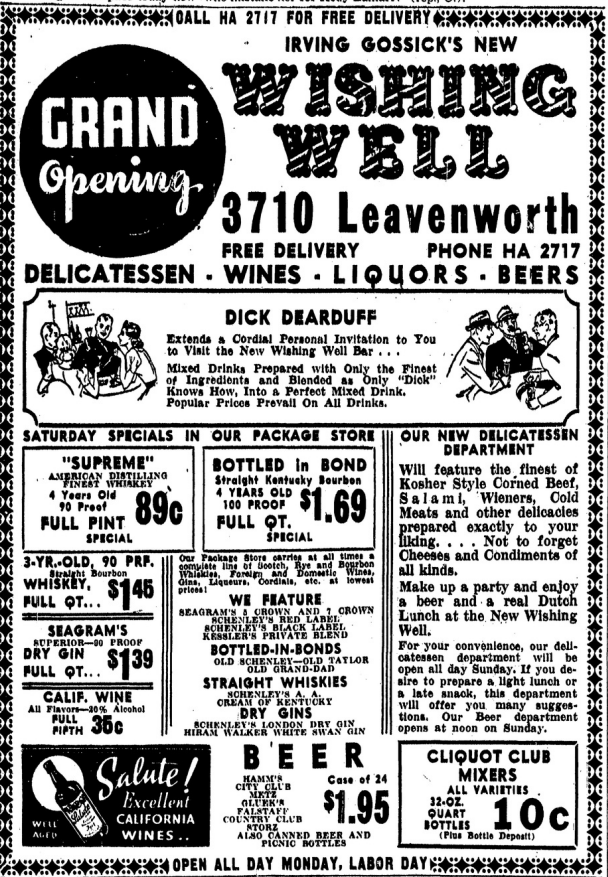 CALL HA 2717 FOR FREE DELIVERY
IRVING GOSSICK'S NEW
GRAND
Opening
WISHING
WELL
3710 Leavenworth
FREE DELIVERY PHONE HA 2717
DELICATESSEN - WINES - LIQUORS - BEERS
DICK DEARDUFF
Extends a Cordial Personal Invitation to You
to Visit the New Wishing Well Bar . . .
Mixed Drinks Prepared with Only the Finest
of Ingredients and Blended as Only "Dick"
Knows How, Into a Perfect Mixed Drink.
Popular Prices Prevail On All Drinks.
SATURDAY SPECIALS IN OUR PACKAGE STORE
"SUPREME"
AMERICAN DISTILLING
FINEST WHISKEY
4 Years Old
90 Proof
89c
FULL PINT
SPECIAL
BOTTLED in BOND
Straight Kentucky Bourbon
4 YEARS OLD
100 PROOF
$1.69
FULL QT.
SPECIAL
3-YR.-OLD, 90 PRF.
Straight Bourbon
WHISKEY,
$1 45
FULL QT...
SEAGRAM'S
SUPERIOR—90 PROOF
DRY GIN
$1 39
FULL QT...
CALIF. WINE
All Flavors—20% Alcohol
FULL
FIFTH 36c
Our Package Store carries at all times a
complete line of Scotch, Rye and Bourbon
Whiskies, Foreign and Domestic Wines,
Gins, Liqueurs, Cordials, etc. at lowest
prices!
WE FEATURE
SEAGRAM'S 5 CROWN AND 7 CROWN
SCHENLEY'S RED LABEL
SCHENLEY'S BLACK LABEL
KESSLER'S PRIVATE BLEND
BOTTLED-IN-BONDS
OLD SCHENLEY—OLD TAYLOR
OLD GRAND-DAD
STRAIGHT WHISKIES
SCHENLEY'S A. A.
CREAM OF KENTUCKY
DRY GINS
SCHENLEY'S LONDON DRY GIN
HIRAM WALKER WHITE SWAN GIN
OUR NEW DELICATESSEN
DEPARTMENT
Will feature the finest of
Kosher Style Corned Beef,
Salami, Wieners, Cold
Meats and other delicacies
prepared exactly to your
liking. . . . Not to forget
Cheeses and Condiments of
all kinds.
Make up a party and enjoy
a beer and a real Dutch
Lunch at the New Wishing
Well.
For your convenience, our deli-
catessen department will be
open all day Sunday. If you de-
sire to prepare a light lunch or
a late snack, this department
will offer you many sugges-
tions. Our Beer department
opens at noon on Sunday.
Salute!
Excellent
CALIFORNIA
WINES . .
WELL
AGED
BEER
HAMM'S
CITY CLUB
METZ
GLUEK'S
FALSTAFF
COUNTRY CLUB
STORZ
ALSO CANNED BEER AND
PICNIC BOTTLES
Case of 24
$1.95
CLIQUOT CLUB
MIXERS
ALL VARIETIES
32-OZ.
QUART
BOTTLES
10c
(Plus Bottle Deposit)
OPEN ALL DAY MONDAY, LABOR DAY